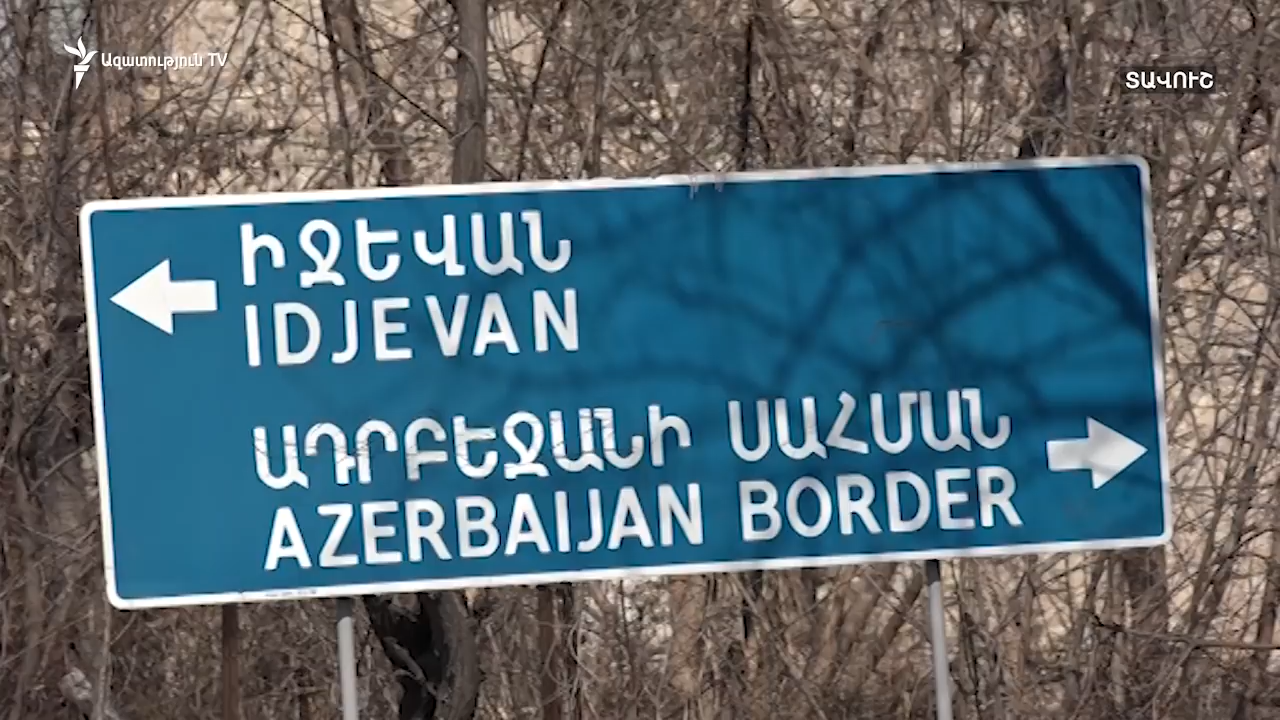 Ազատություն TV
ՏԱՎՈՒՇ
ԻՋԵՎԱՆ
IDJEVAN
ԱԴՐԲԵՋԱՆԻ ՍԱՀՄԱՆ
AZERBAIJAN BORDER